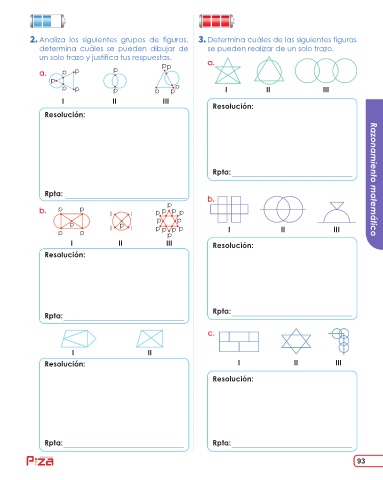 2. Analiza los siguientes grupos de figuras,
determina cuáles se pueden dibujar de
un solo trazo y justifica tus respuestas.
a.
I II III
Resolución:
Rpta:
b.
I II III
Resolución:
Rpta:
I II
Resolución:
Rpta:
3. Determina cuáles de las siguientes figuras
se pueden realizar de un solo trazo.
a.
I II III
Resolución:
Rpta:
b.
I II III
Resolución:
Rpta:
c.
I II III
Resolución:
Rpta:
Razonamiento matemático
93